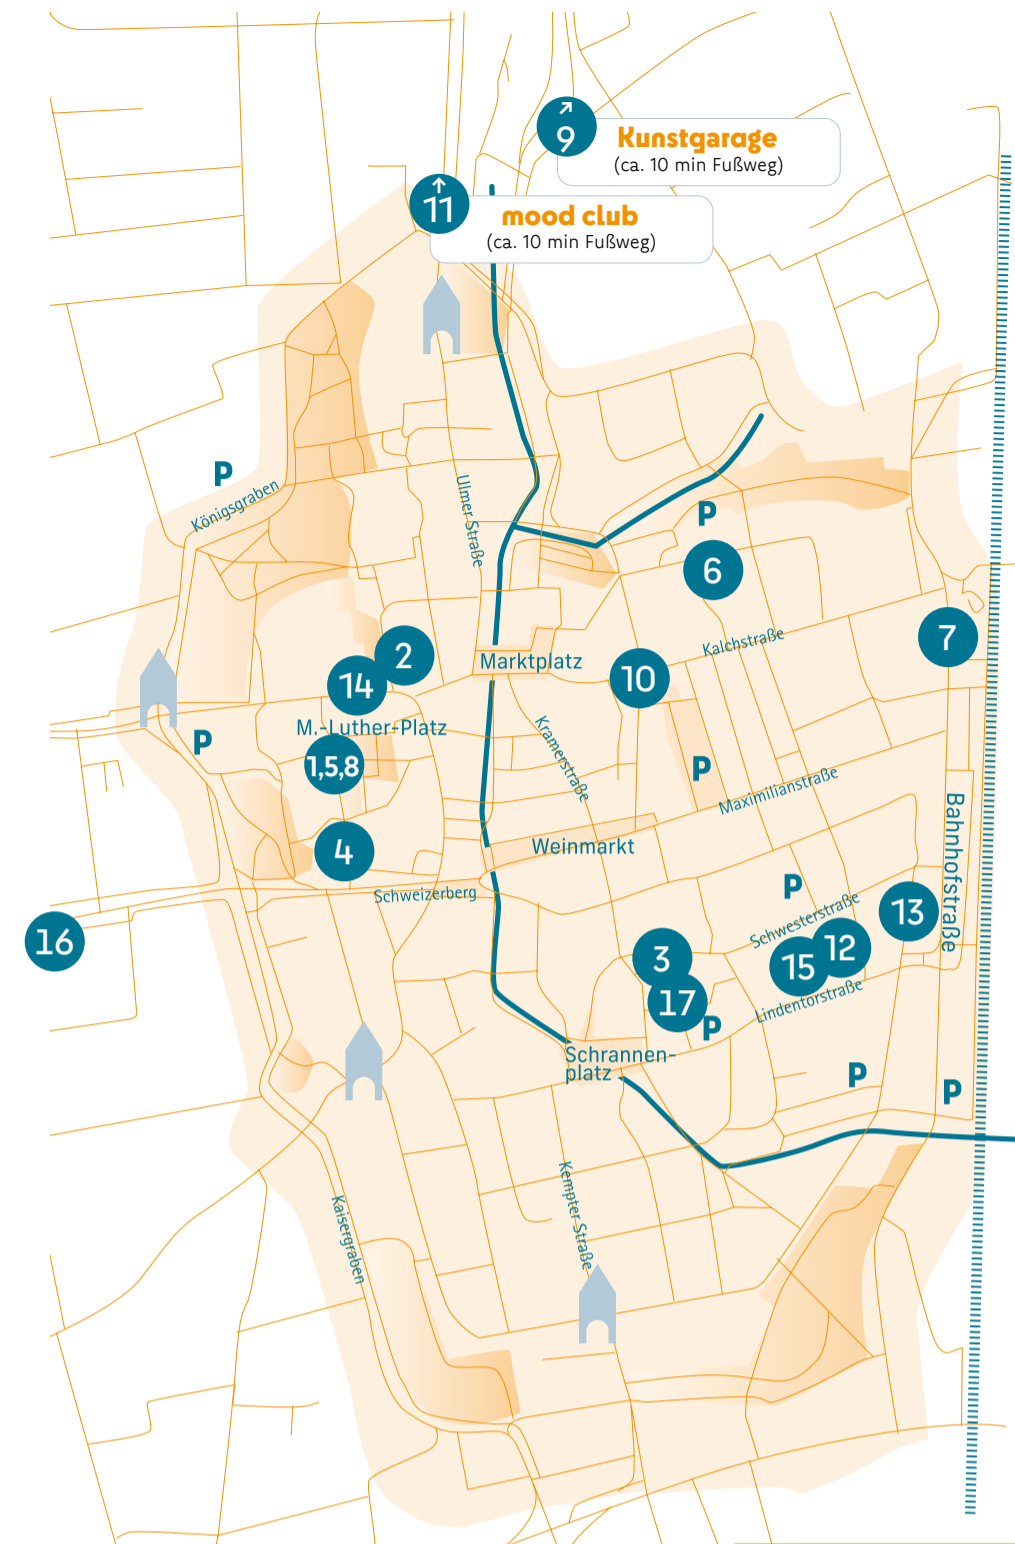 9
Kunstgarage
(ca. 10 min Fußweg)
11
mood club
(ca. 10 min Fußweg)
P
Königsgraben
Ulmer Straße
P
6
Kalchstraße
7
2
Marktplatz
10
14
M.-Luther-Platz
P
1,5,8
Kramerstraße
P
Maximilianstraße
Bahnhofstraße
4
Weinmarkt
Schweizerberg
P
Schwesterstraße
13
16
3
12
15
17
Lindentorstraße
P
Schrannen-
platz
P
P
Kempter Straße
Kaisergraben